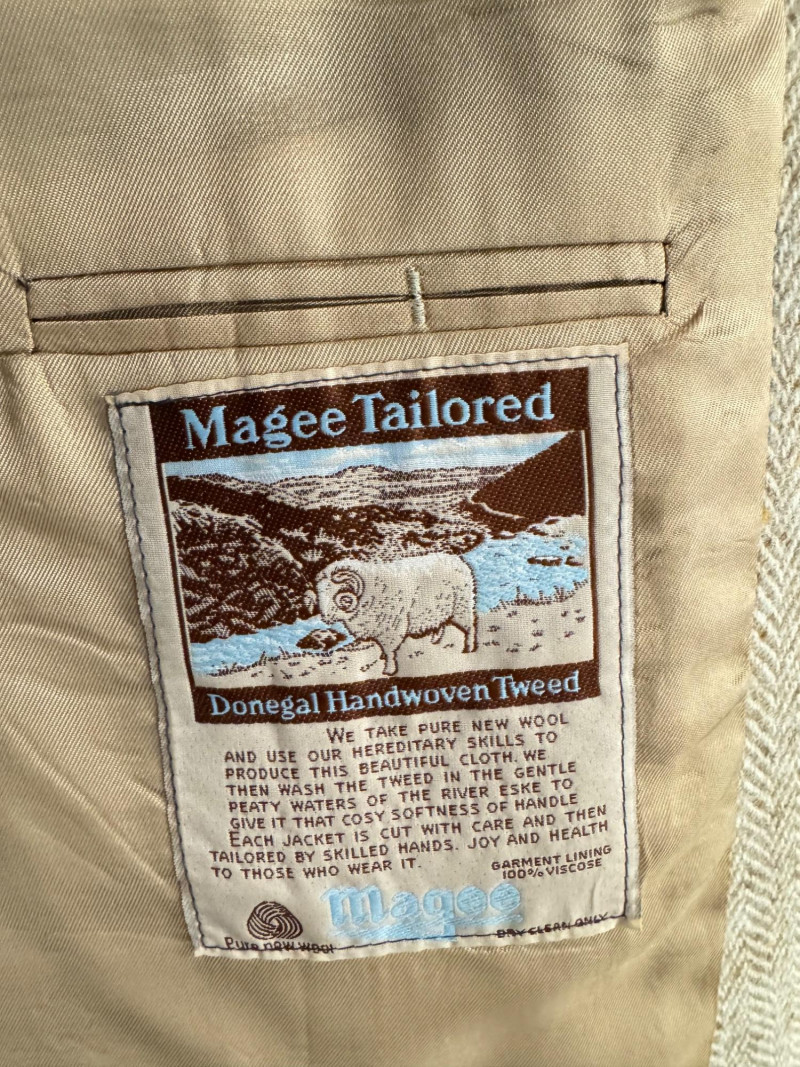 Magee Tailored
Donegal Handwoven Tweed
WE TAKE PURE NEW WOOL
AND USE OUR HEREDITARY SKILLS TO
PRODUCE THIS BEAUTIFUL CLOTH. WE
THEN WASH THE TWEED IN THE GENTLE
PEATY WATERS OF THE RIVER ESKE TO
GIVE IT THAT COSY SOFTNESS OF HANDLE
EACH JACKET IS CUT WITH CARE AND THEN
TAILORED BY SKILLED HANDS. JOY AND HEALTH
TO THOSE WHO WEAR IT.
GARMENT LINING
100% VISCOSE
magee
Pure new wool
DRY CLEAN ONLY